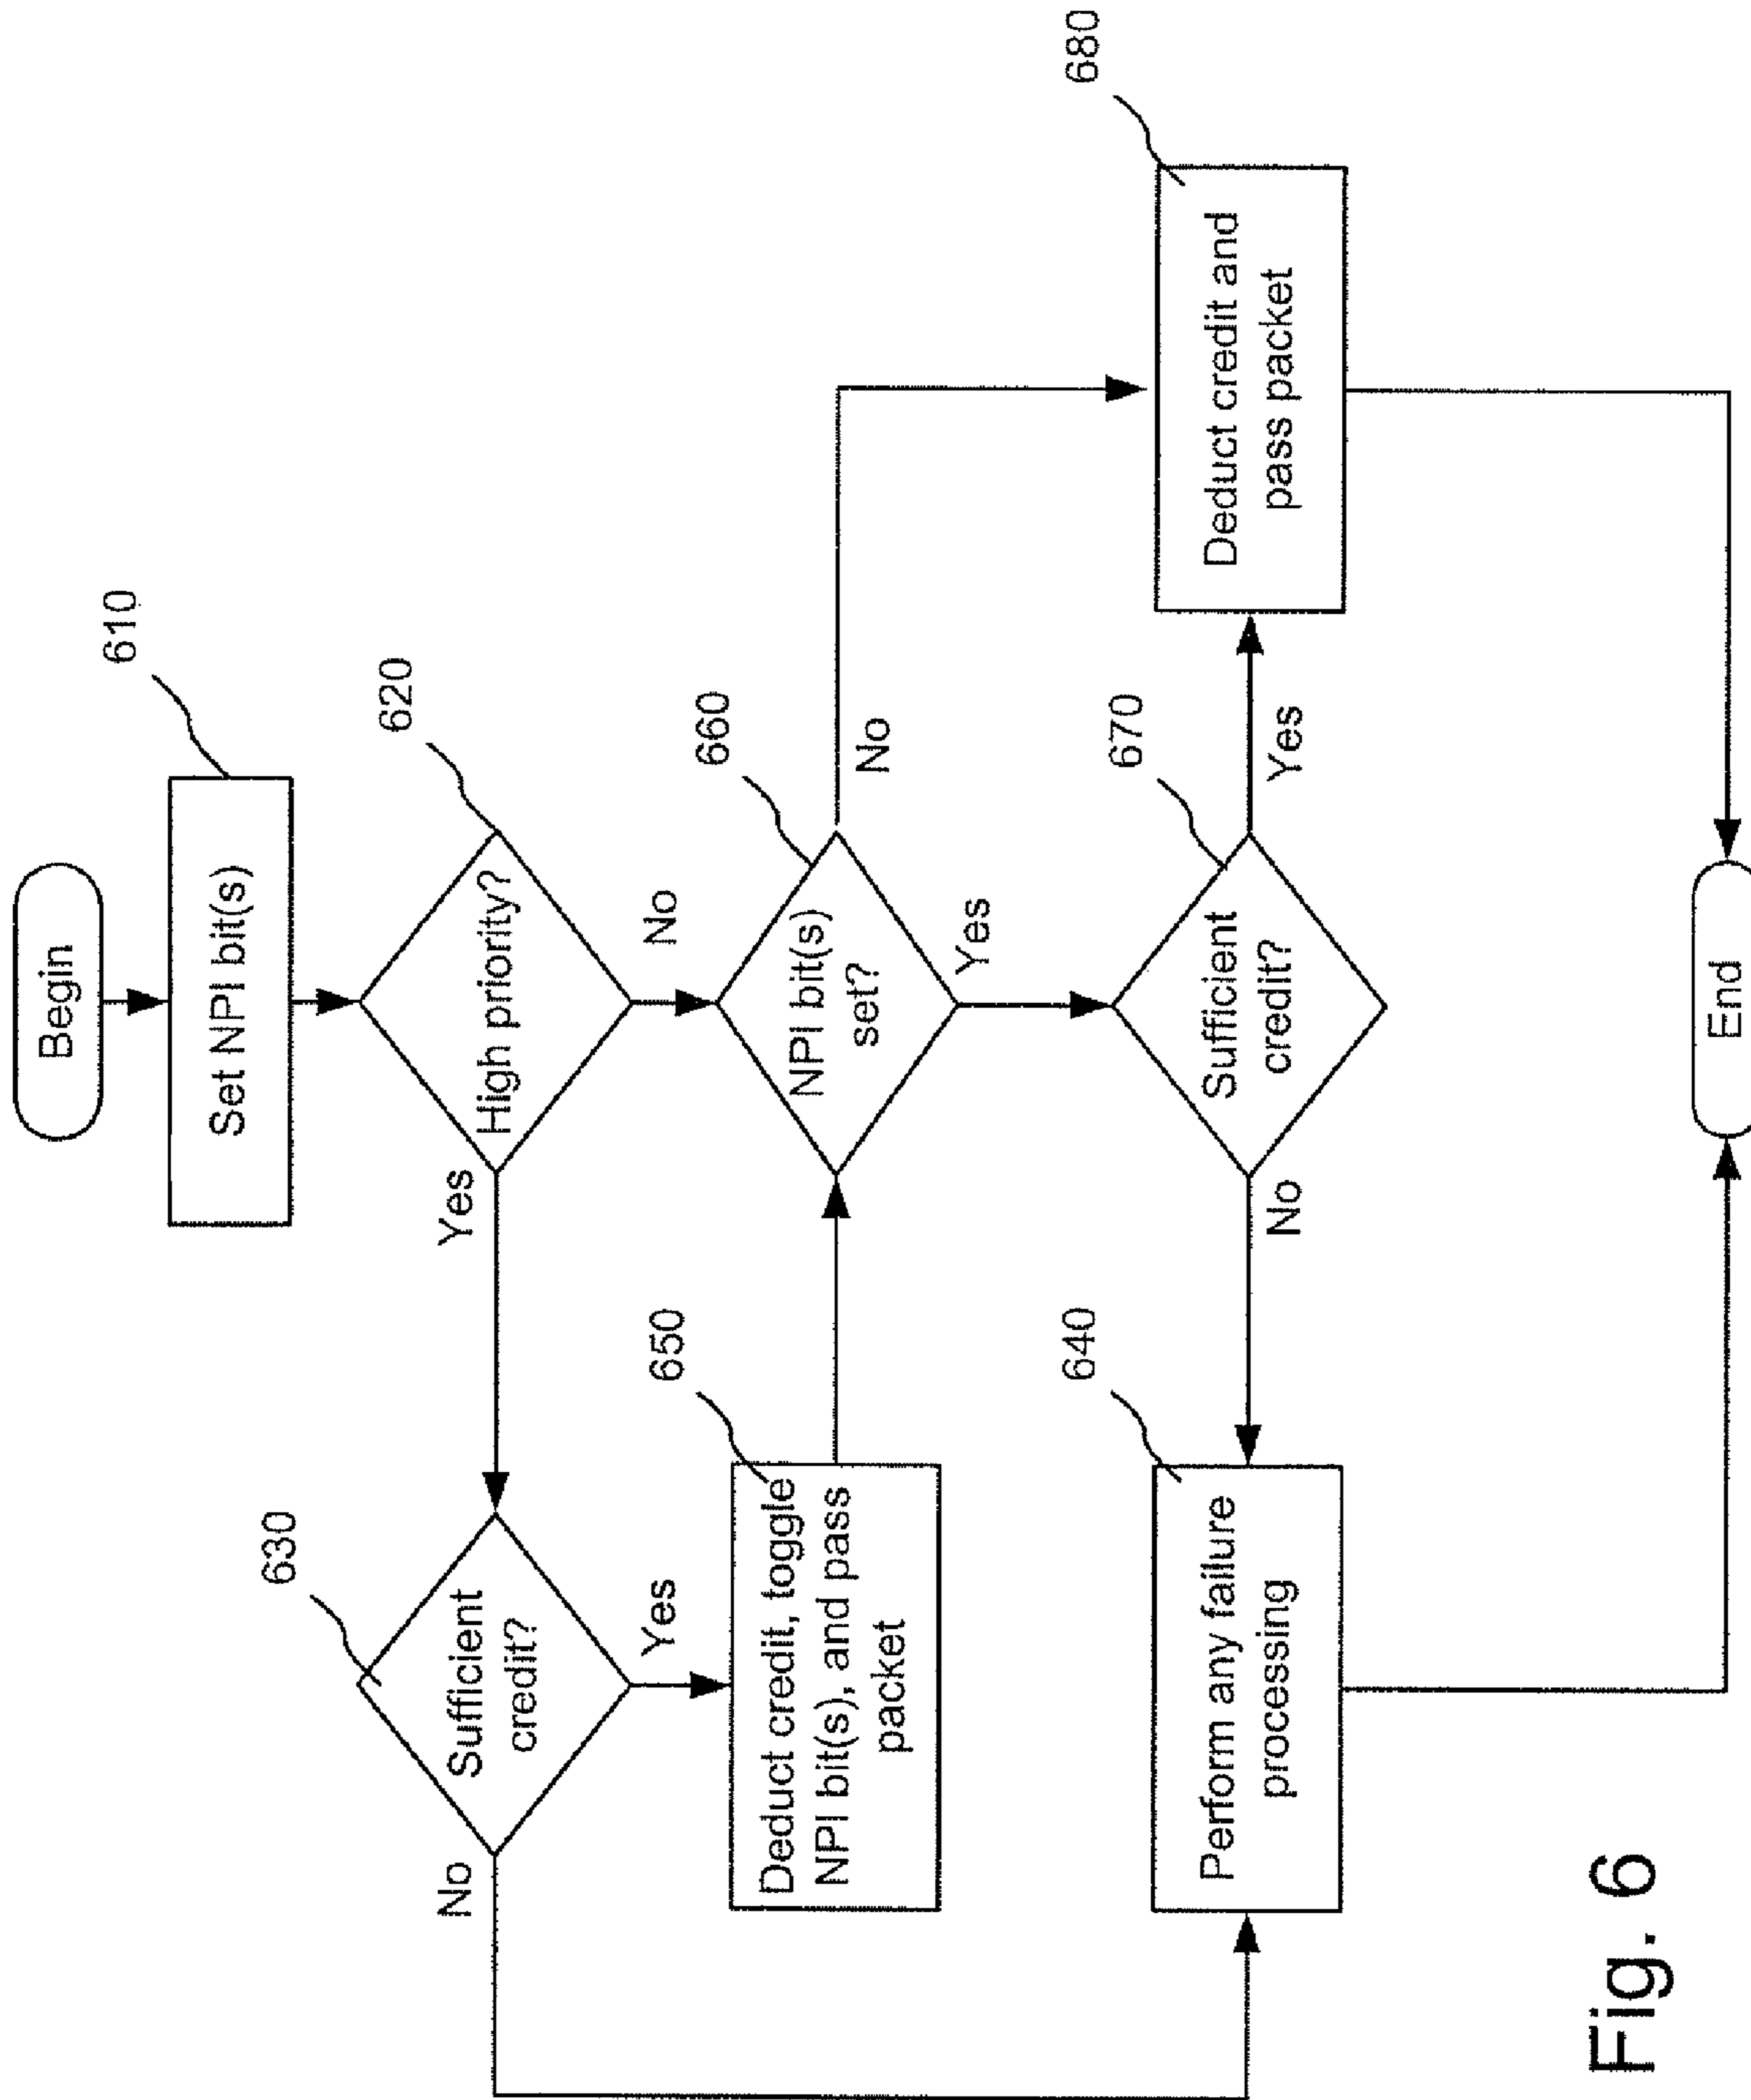 Begin
610
Set NPI bit(s)
620
High priority?
Yes
No
630
Sufficient
credit?
No
Yes
650
Deduct credit, toggle
NPI bit(s), and pass
packet
660
NPI bit(s)
set?
No
Yes
670
Sufficient
credit?
No
Yes
640
Perform any failure
processing
680
Deduct credit and
pass packet
End
Fig. 6